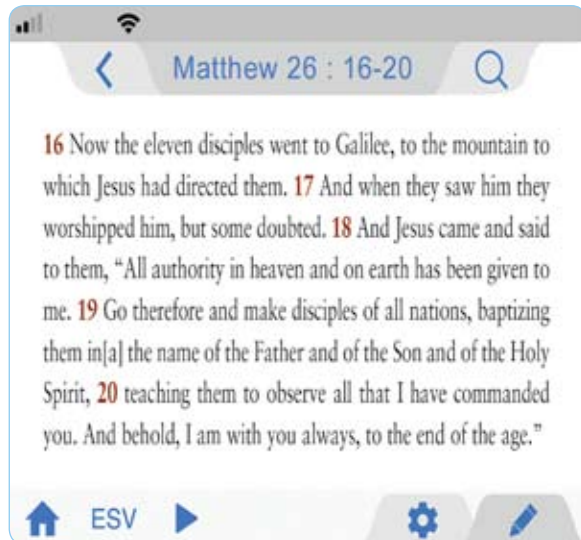 Matthew 26 : 16-20
16 Now the eleven disciples went to Galilee, to the mountain to
which Jesus had directed them. 17 And when they saw him they
worshipped him, but some doubted. 18 And Jesus came and said
to them, “All authority in heaven and on earth has been given to
me. 19 Go therefore and make disciples of all nations, baptizing
them in[a] the name of the Father and of the Son and of the Holy
Spirit, 20 teaching them to observe all that I have commanded
you. And behold, I am with you always, to the end of the age.”
ESV